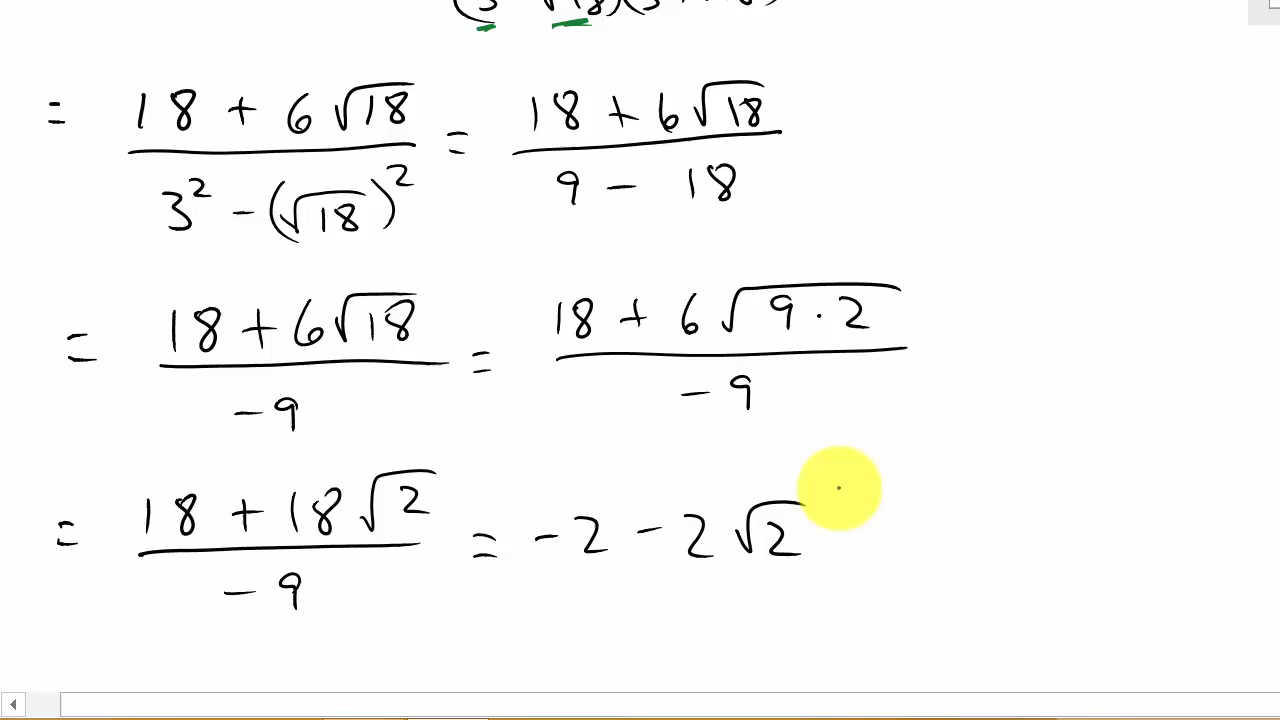 = (18 + 6√18)/(3² - (√18)²) = (18 + 6√18)/(9 - 18)
= (18 + 6√18)/(-9) = (18 + 6√(9 · 2))/(-9)
= (18 + 18√2)/(-9) = -2 - 2√2